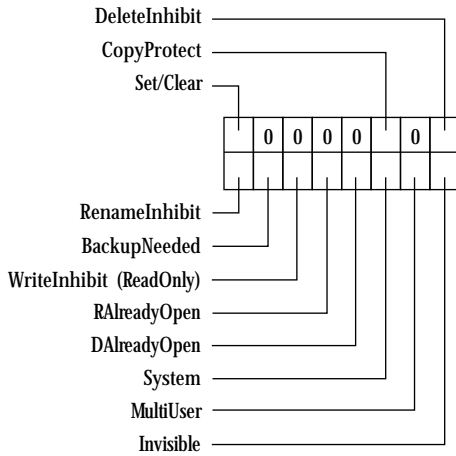 DeleteInhibit
CopyProtect
Set/Clear
0 0 0 0 0
RenameInhibit
BackupNeeded
WriteInhibit (ReadOnly)
RAlreadyOpen
DAlreadyOpen
System
MultiUser
Invisible